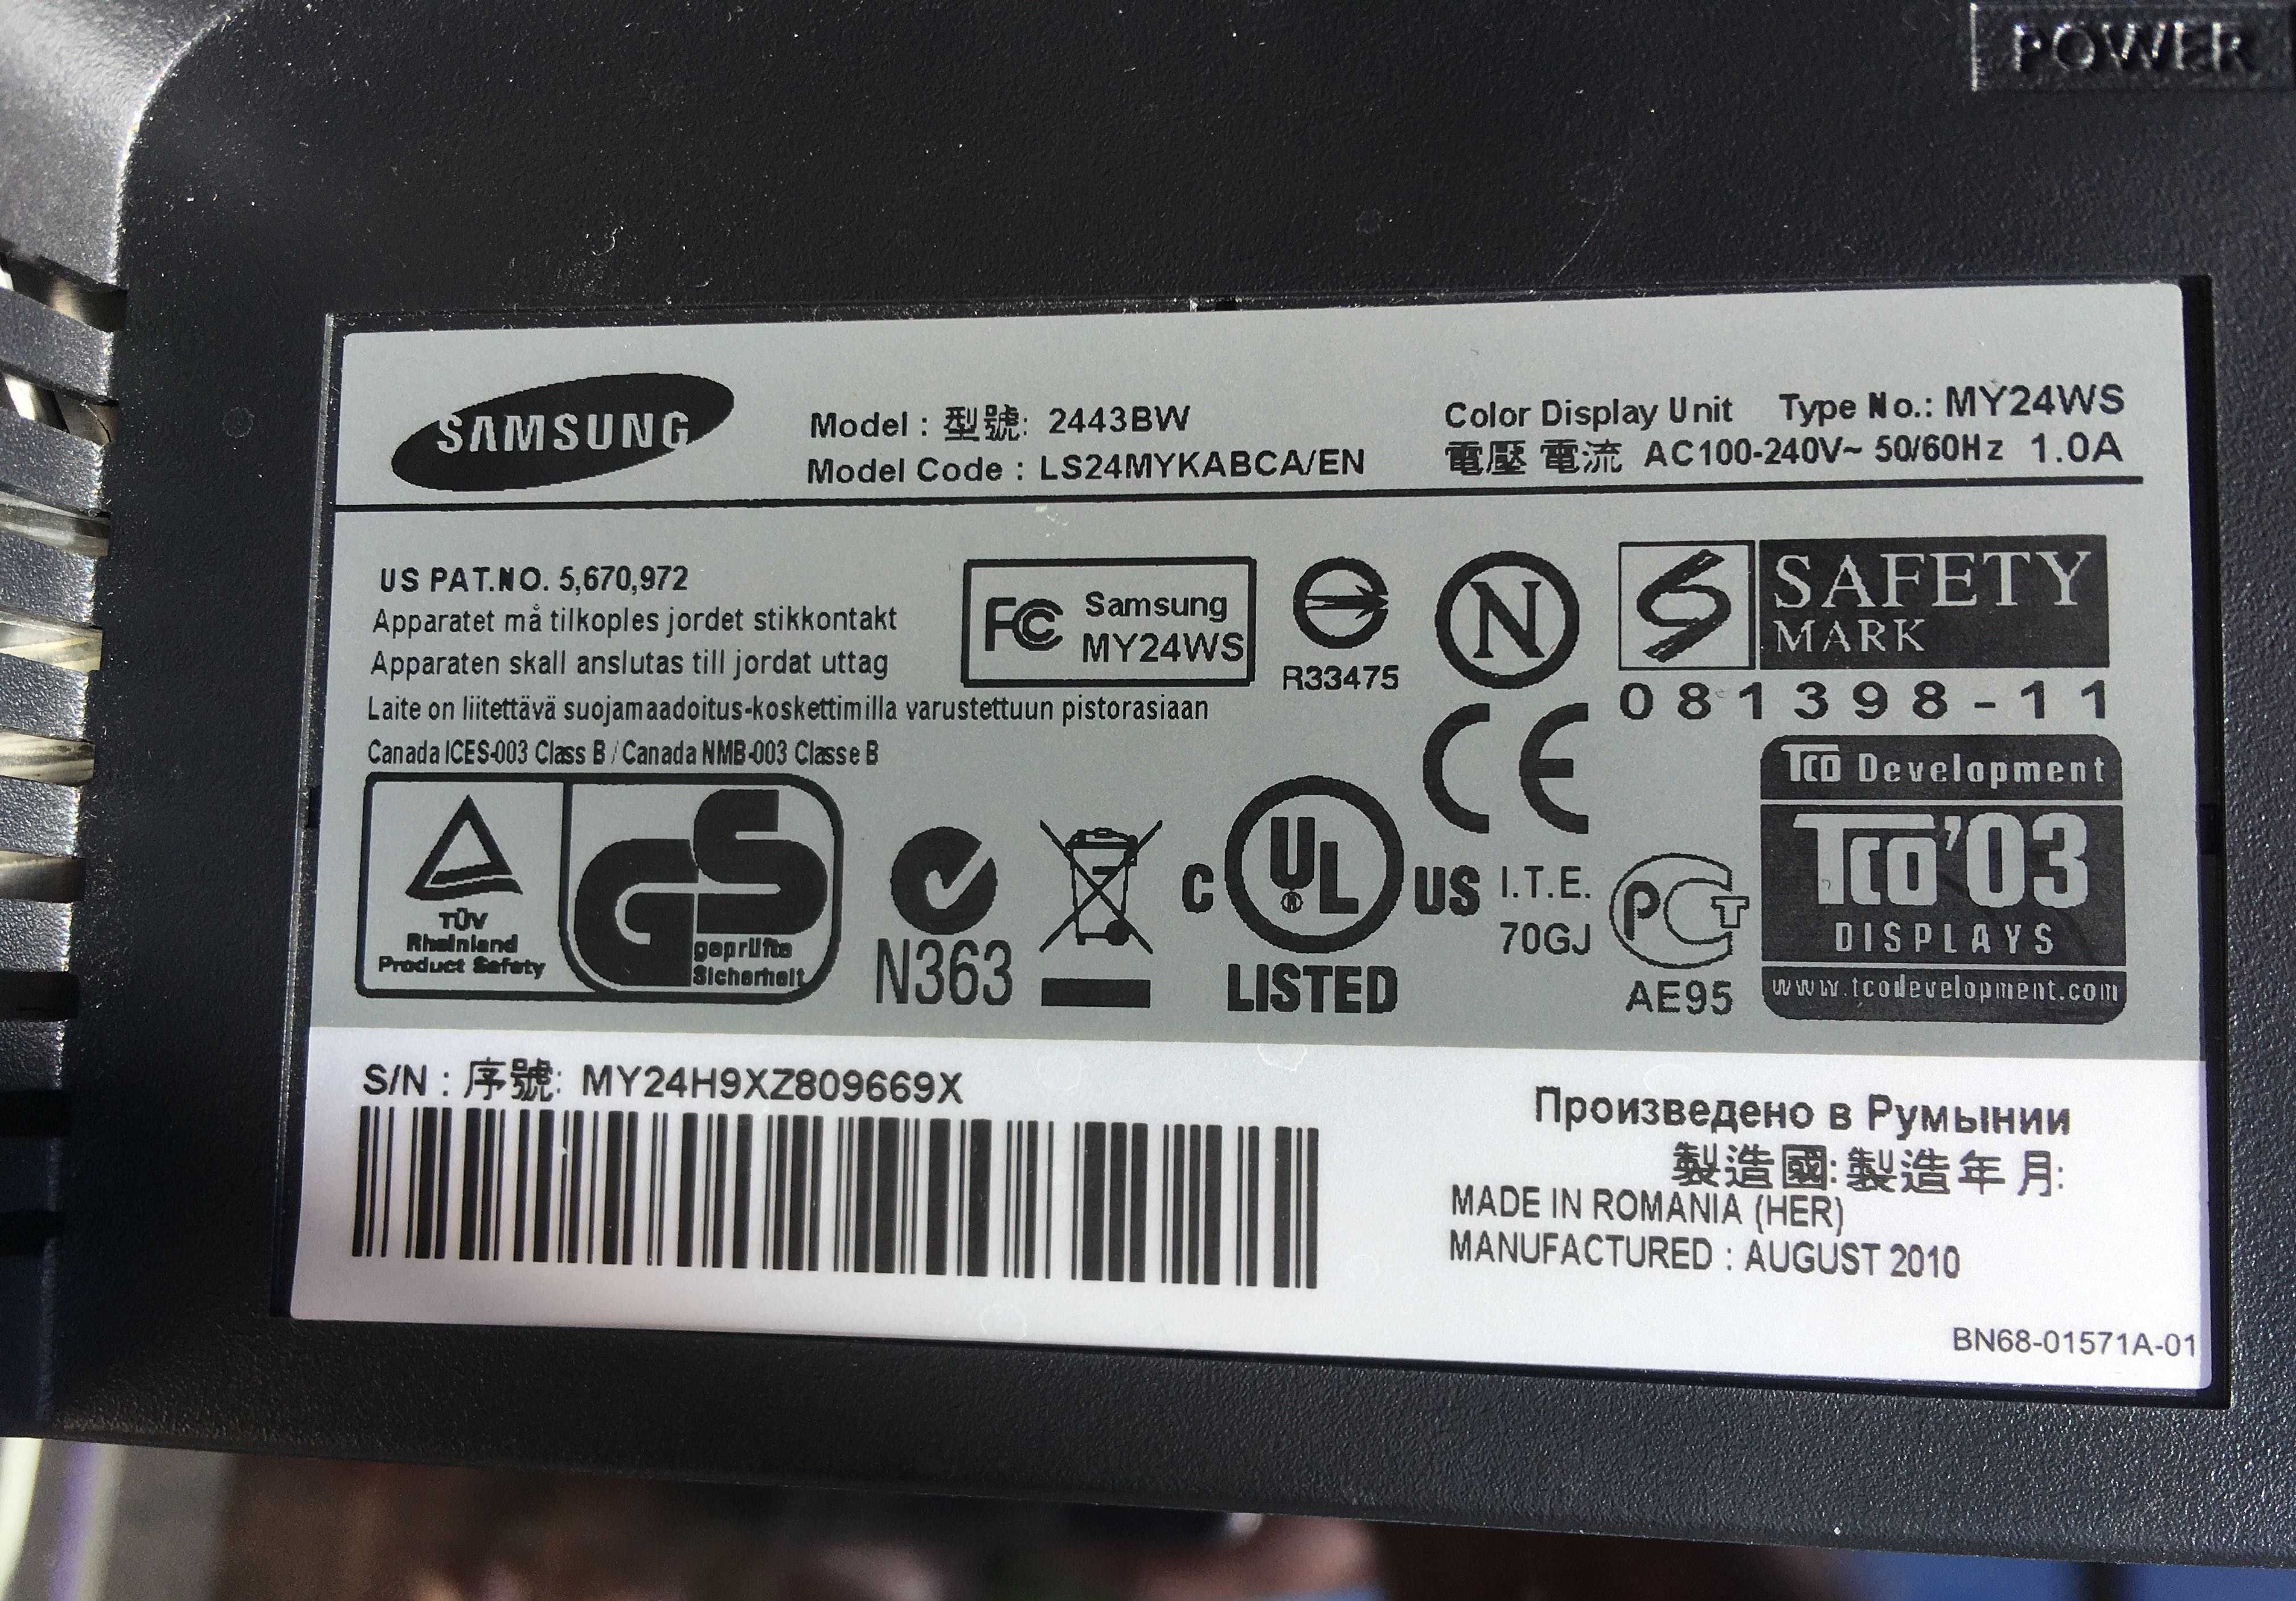 POWER
SAMSUNG
Model : 型號: 2443BW
Model Code : LS24MYKABCA/EN
Color Display Unit Type No.: MY24WS
電壓 電流 AC100-240V~ 50/60Hz 1.0A
US PAT.NO. 5,670,972
Apparatet må tilkoples jordet stikkontakt
Apparaten skall anslutas till jordat uttag
Laite on liitettävä suojamaadoitus-koskettimilla varustettuun pistorasiaan
Canada ICES-003 Class B / Canada NMB-003 Classe B
FC Samsung
MY24WS
R33475
N
S SAFETY
MARK
081398-11
CE
TCO Development
TCO'03
DISPLAYS
www.tcodevelopment.com
TÜV
Rheinland
Product Safety
GS
geprüfte
Sicherheit
N363
C UL® US
LISTED
I.T.E.
70GJ
PCT
AE95
S/N : 序號: MY24H9XZ809669X
Произведено в Румынии
製造國: 製造年月:
MADE IN ROMANIA (HER)
MANUFACTURED : AUGUST 2010
BN68-01571A-01